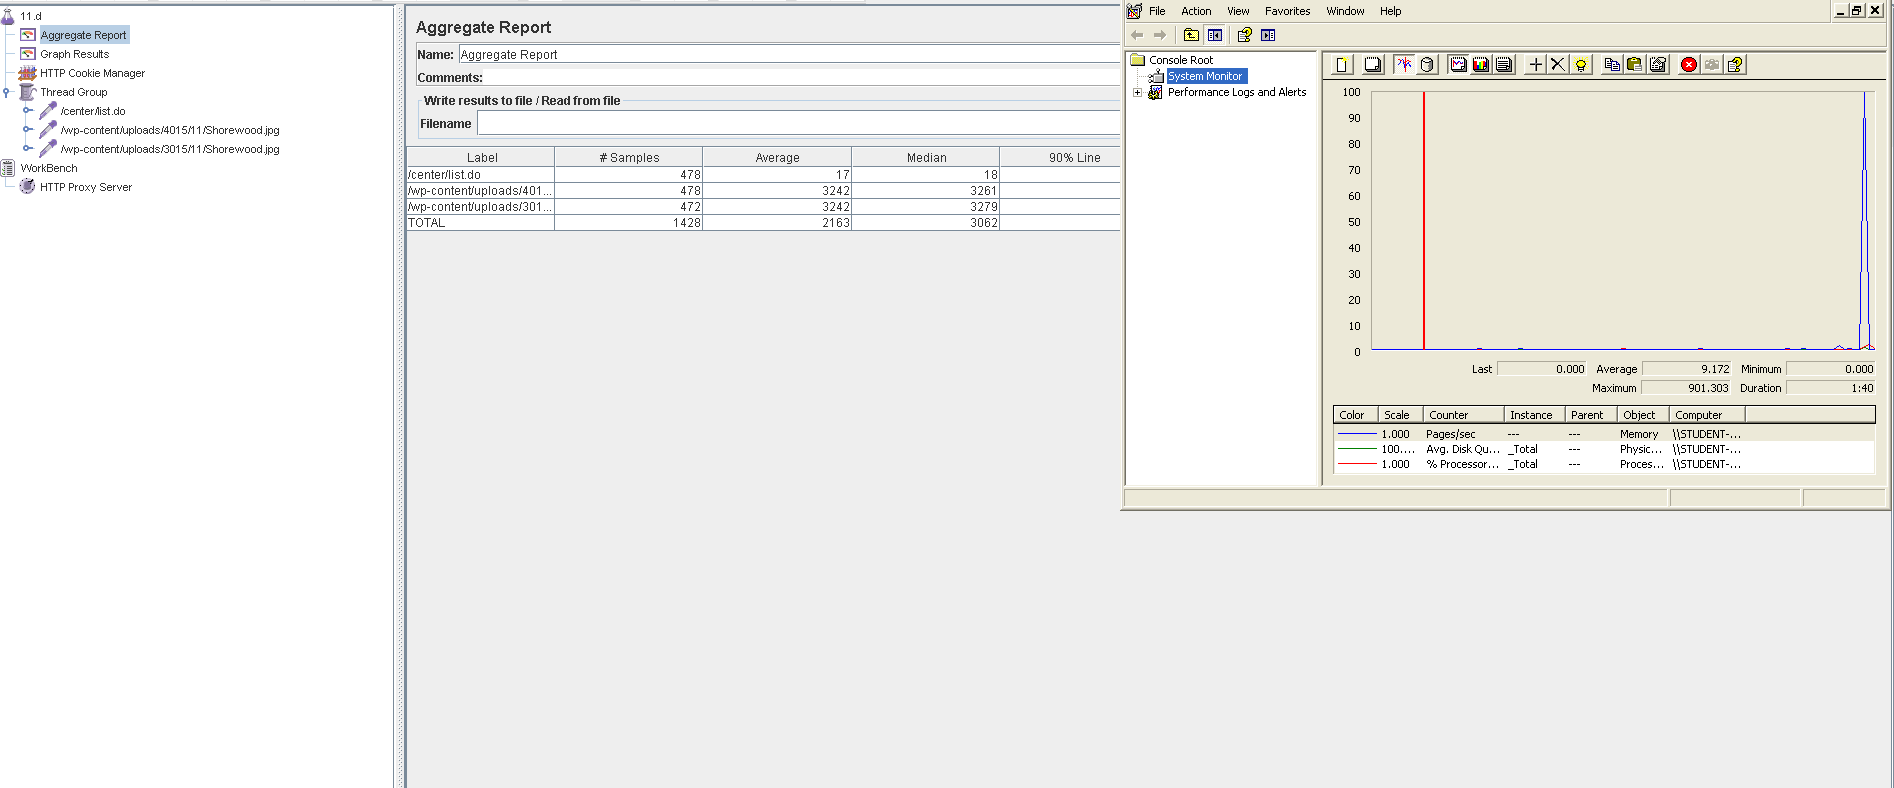 11.d
Aggregate Report
Graph Results
HTTP Cookie Manager
Thread Group
/center/list.do
/wp-content/uploads/4015/11/Shorewood.jpg
/wp-content/uploads/3015/11/Shorewood.jpg
WorkBench
HTTP Proxy Server
Aggregate Report
Name: Aggregate Report
Comments:
Write results to file / Read from file
Filename
Label # Samples Average Median 90% Line
/center/list.do 478 17 18
/wp-content/uploads/401... 478 3242 3261
/wp-content/uploads/301... 472 3242 3279
TOTAL 1428 2163 3062
File Action View Favorites Window Help
Console Root
System Monitor
Performance Logs and Alerts
100
90
80
70
60
50
40
30
20
10
0
Last 0.000 Average 9.172 Minimum 0.000
Maximum 901.303 Duration 1:40
Color Scale Counter Instance Parent Object Computer
1.000 Pages/sec --- --- Memory \\STUDENT-...
100.... Avg. Disk Qu... _Total --- Physic... \\STUDENT-...
1.000 % Processor... _Total --- Proces... \\STUDENT-...